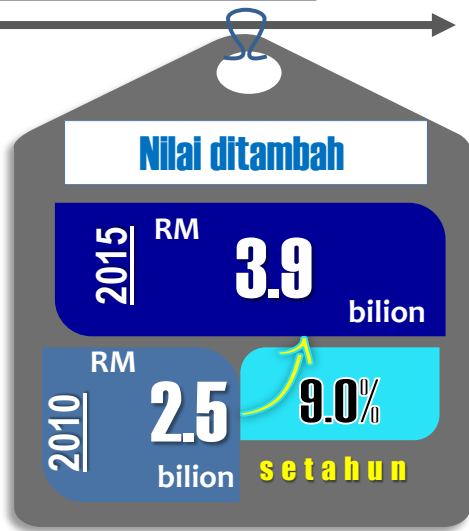 Nilai ditambah
2015
RM
3.9
bilion
2010
RM
2.5
bilion
9.0%
setahun